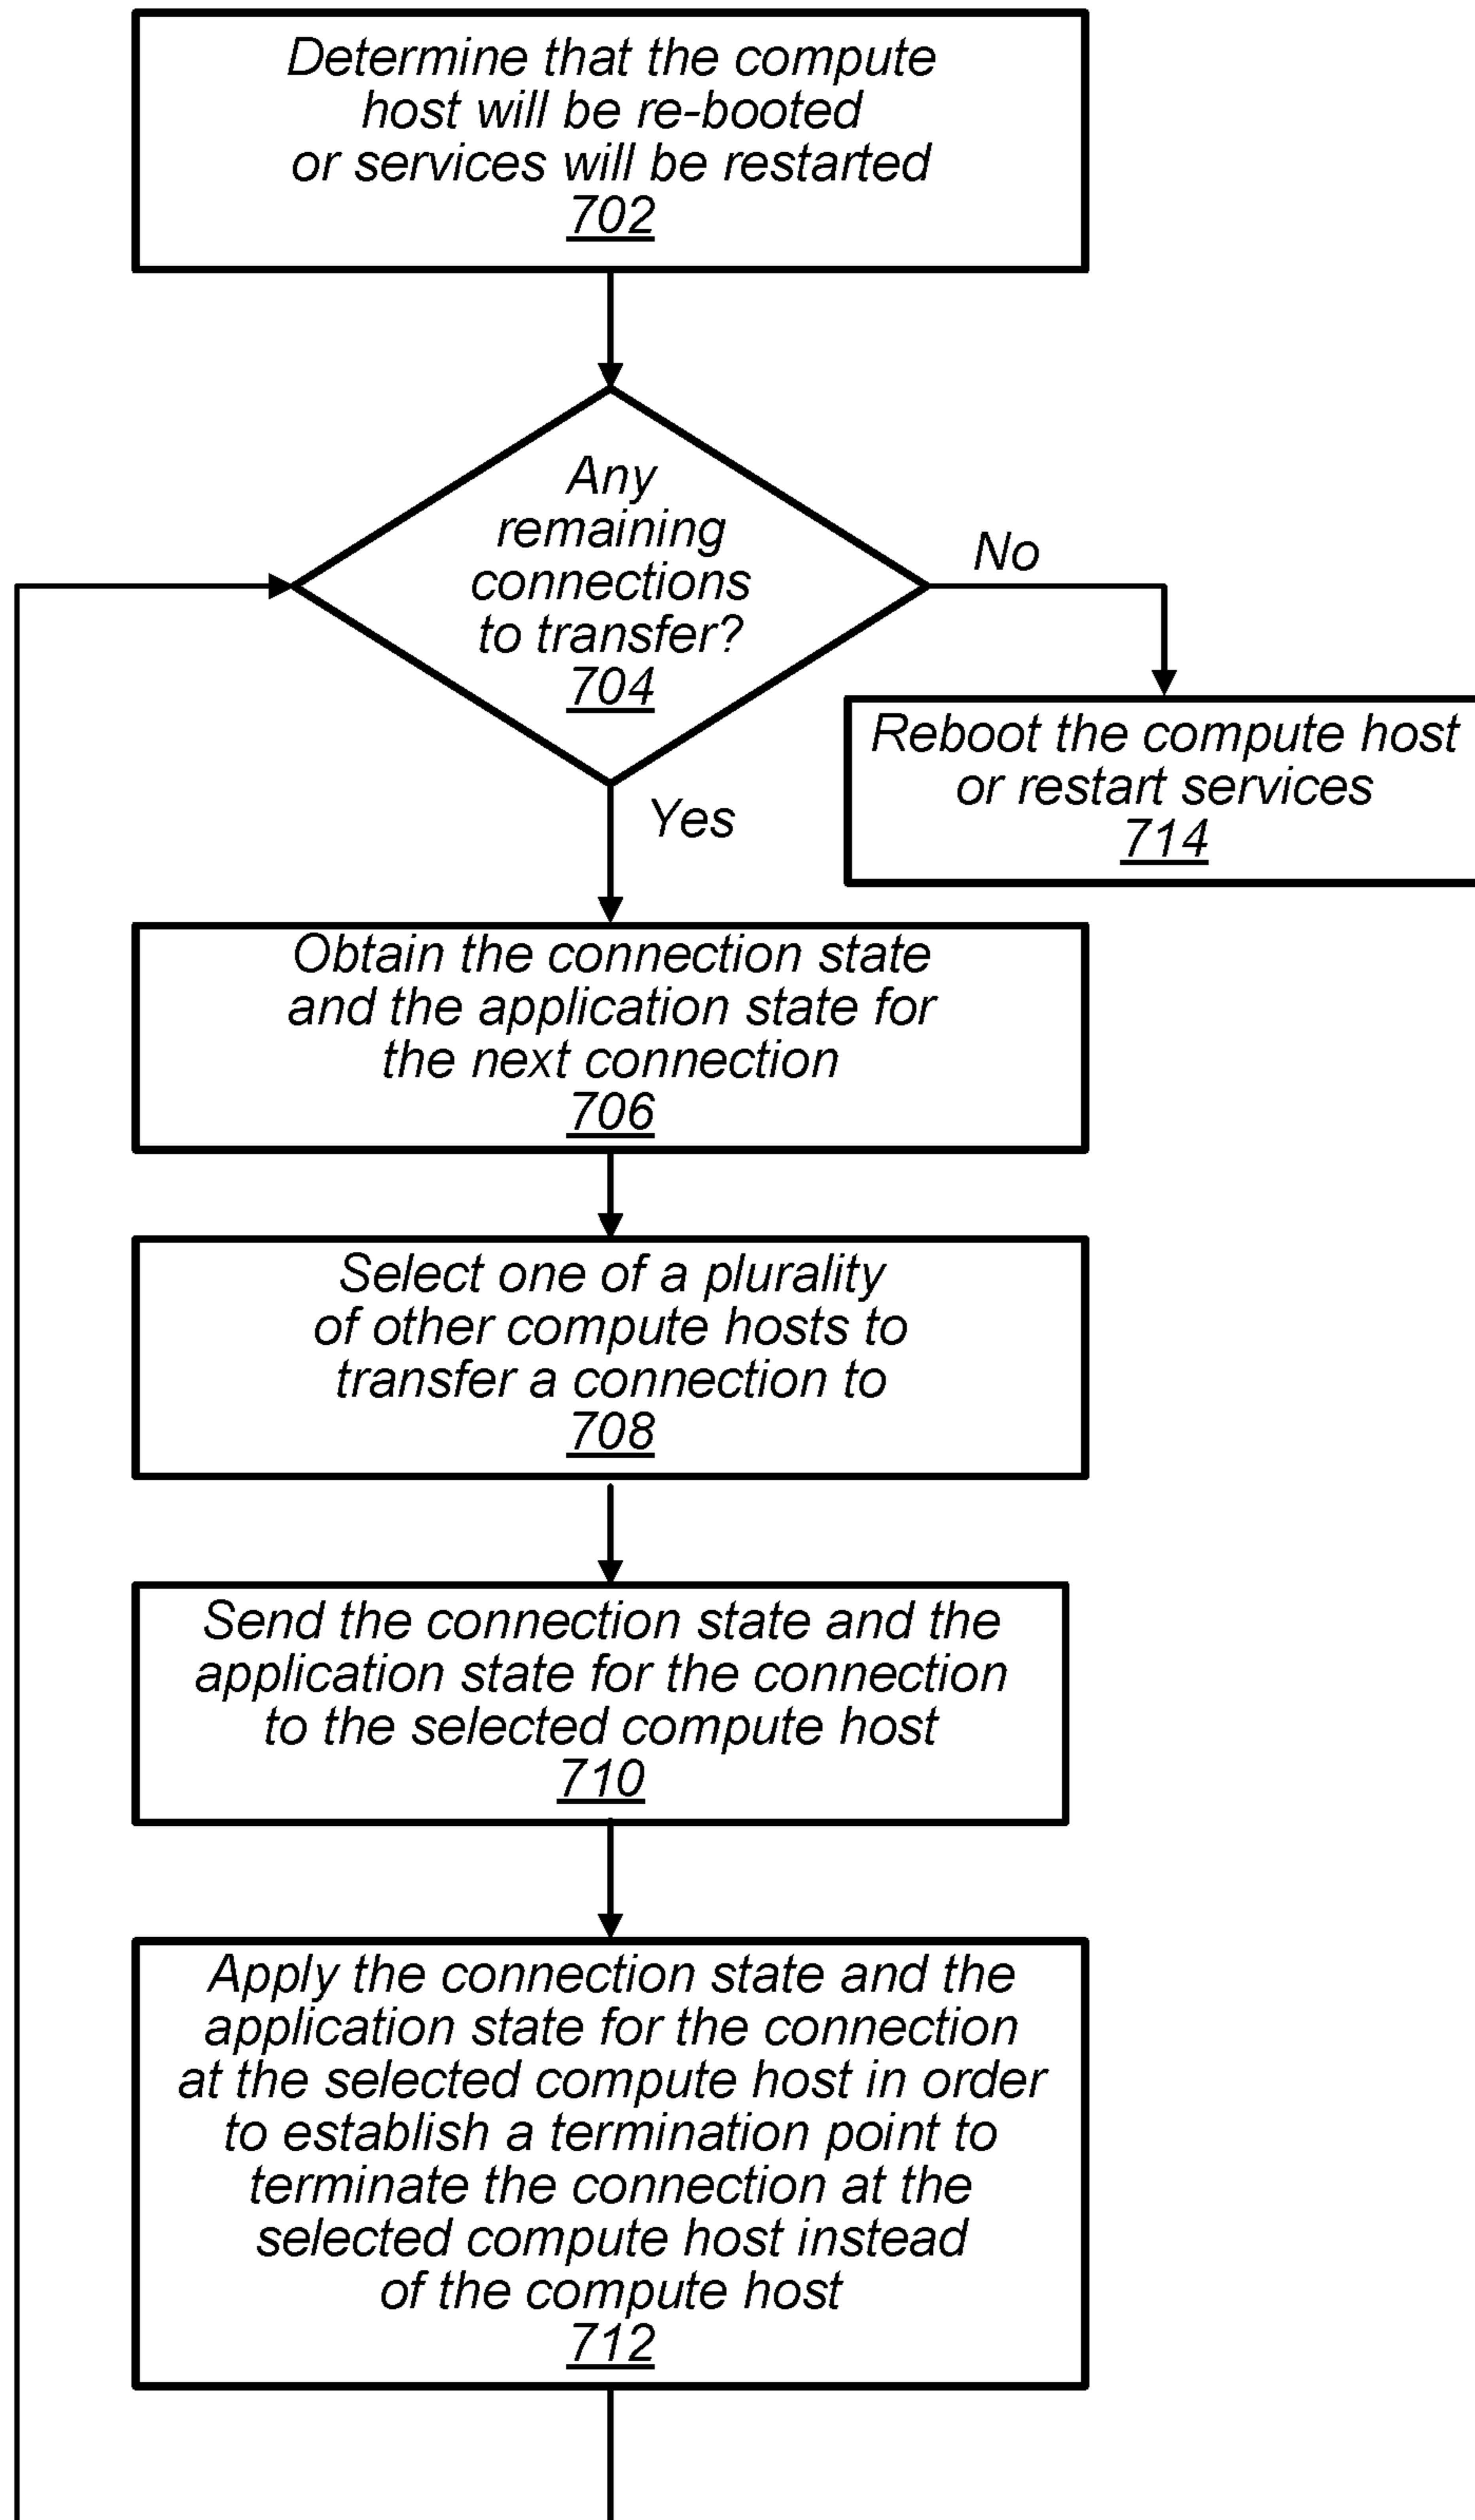 Determine that the compute
host will be re-booted
or services will be restarted
702
Any
remaining
connections
to transfer?
704
No
Reboot the compute host
or restart services
714
Yes
Obtain the connection state
and the application state for
the next connection
706
Select one of a plurality
of other compute hosts to
transfer a connection to
708
Send the connection state and the
application state for the connection
to the selected compute host
710
Apply the connection state and the
application state for the connection
at the selected compute host in order
to establish a termination point to
terminate the connection at the
selected compute host instead
of the compute host
712